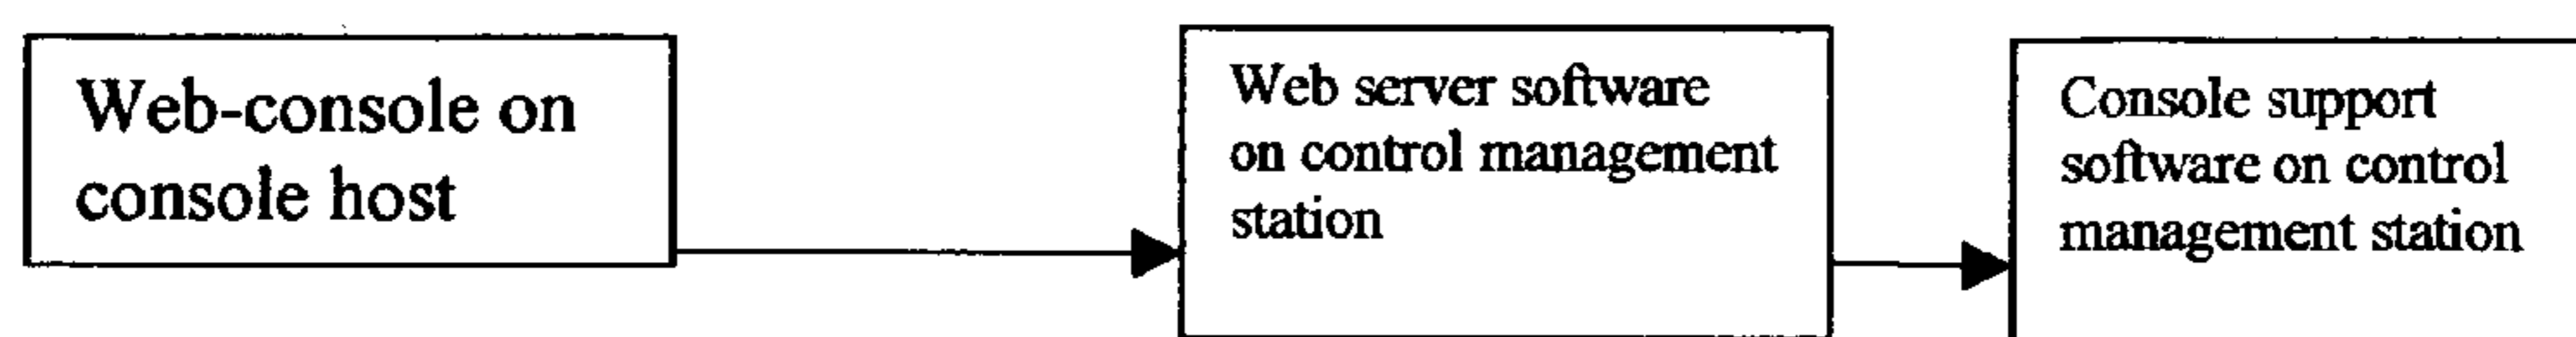 Web-console on
console host
Web server software
on control management
station
Console support
software on control
management station